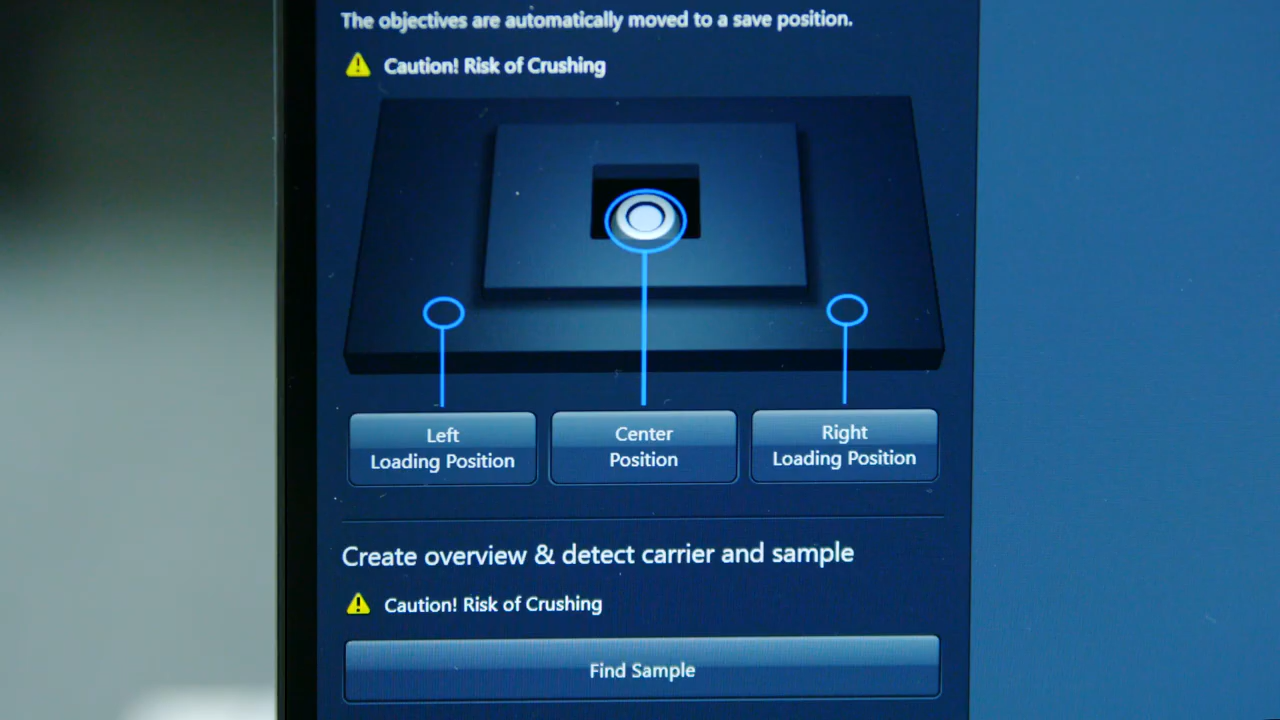 The objectives are automatically moved to a save position.
Caution! Risk of Crushing
Left
Loading Position
Center
Position
Right
Loading Position
Create overview & detect carrier and sample
Caution! Risk of Crushing
Find Sample